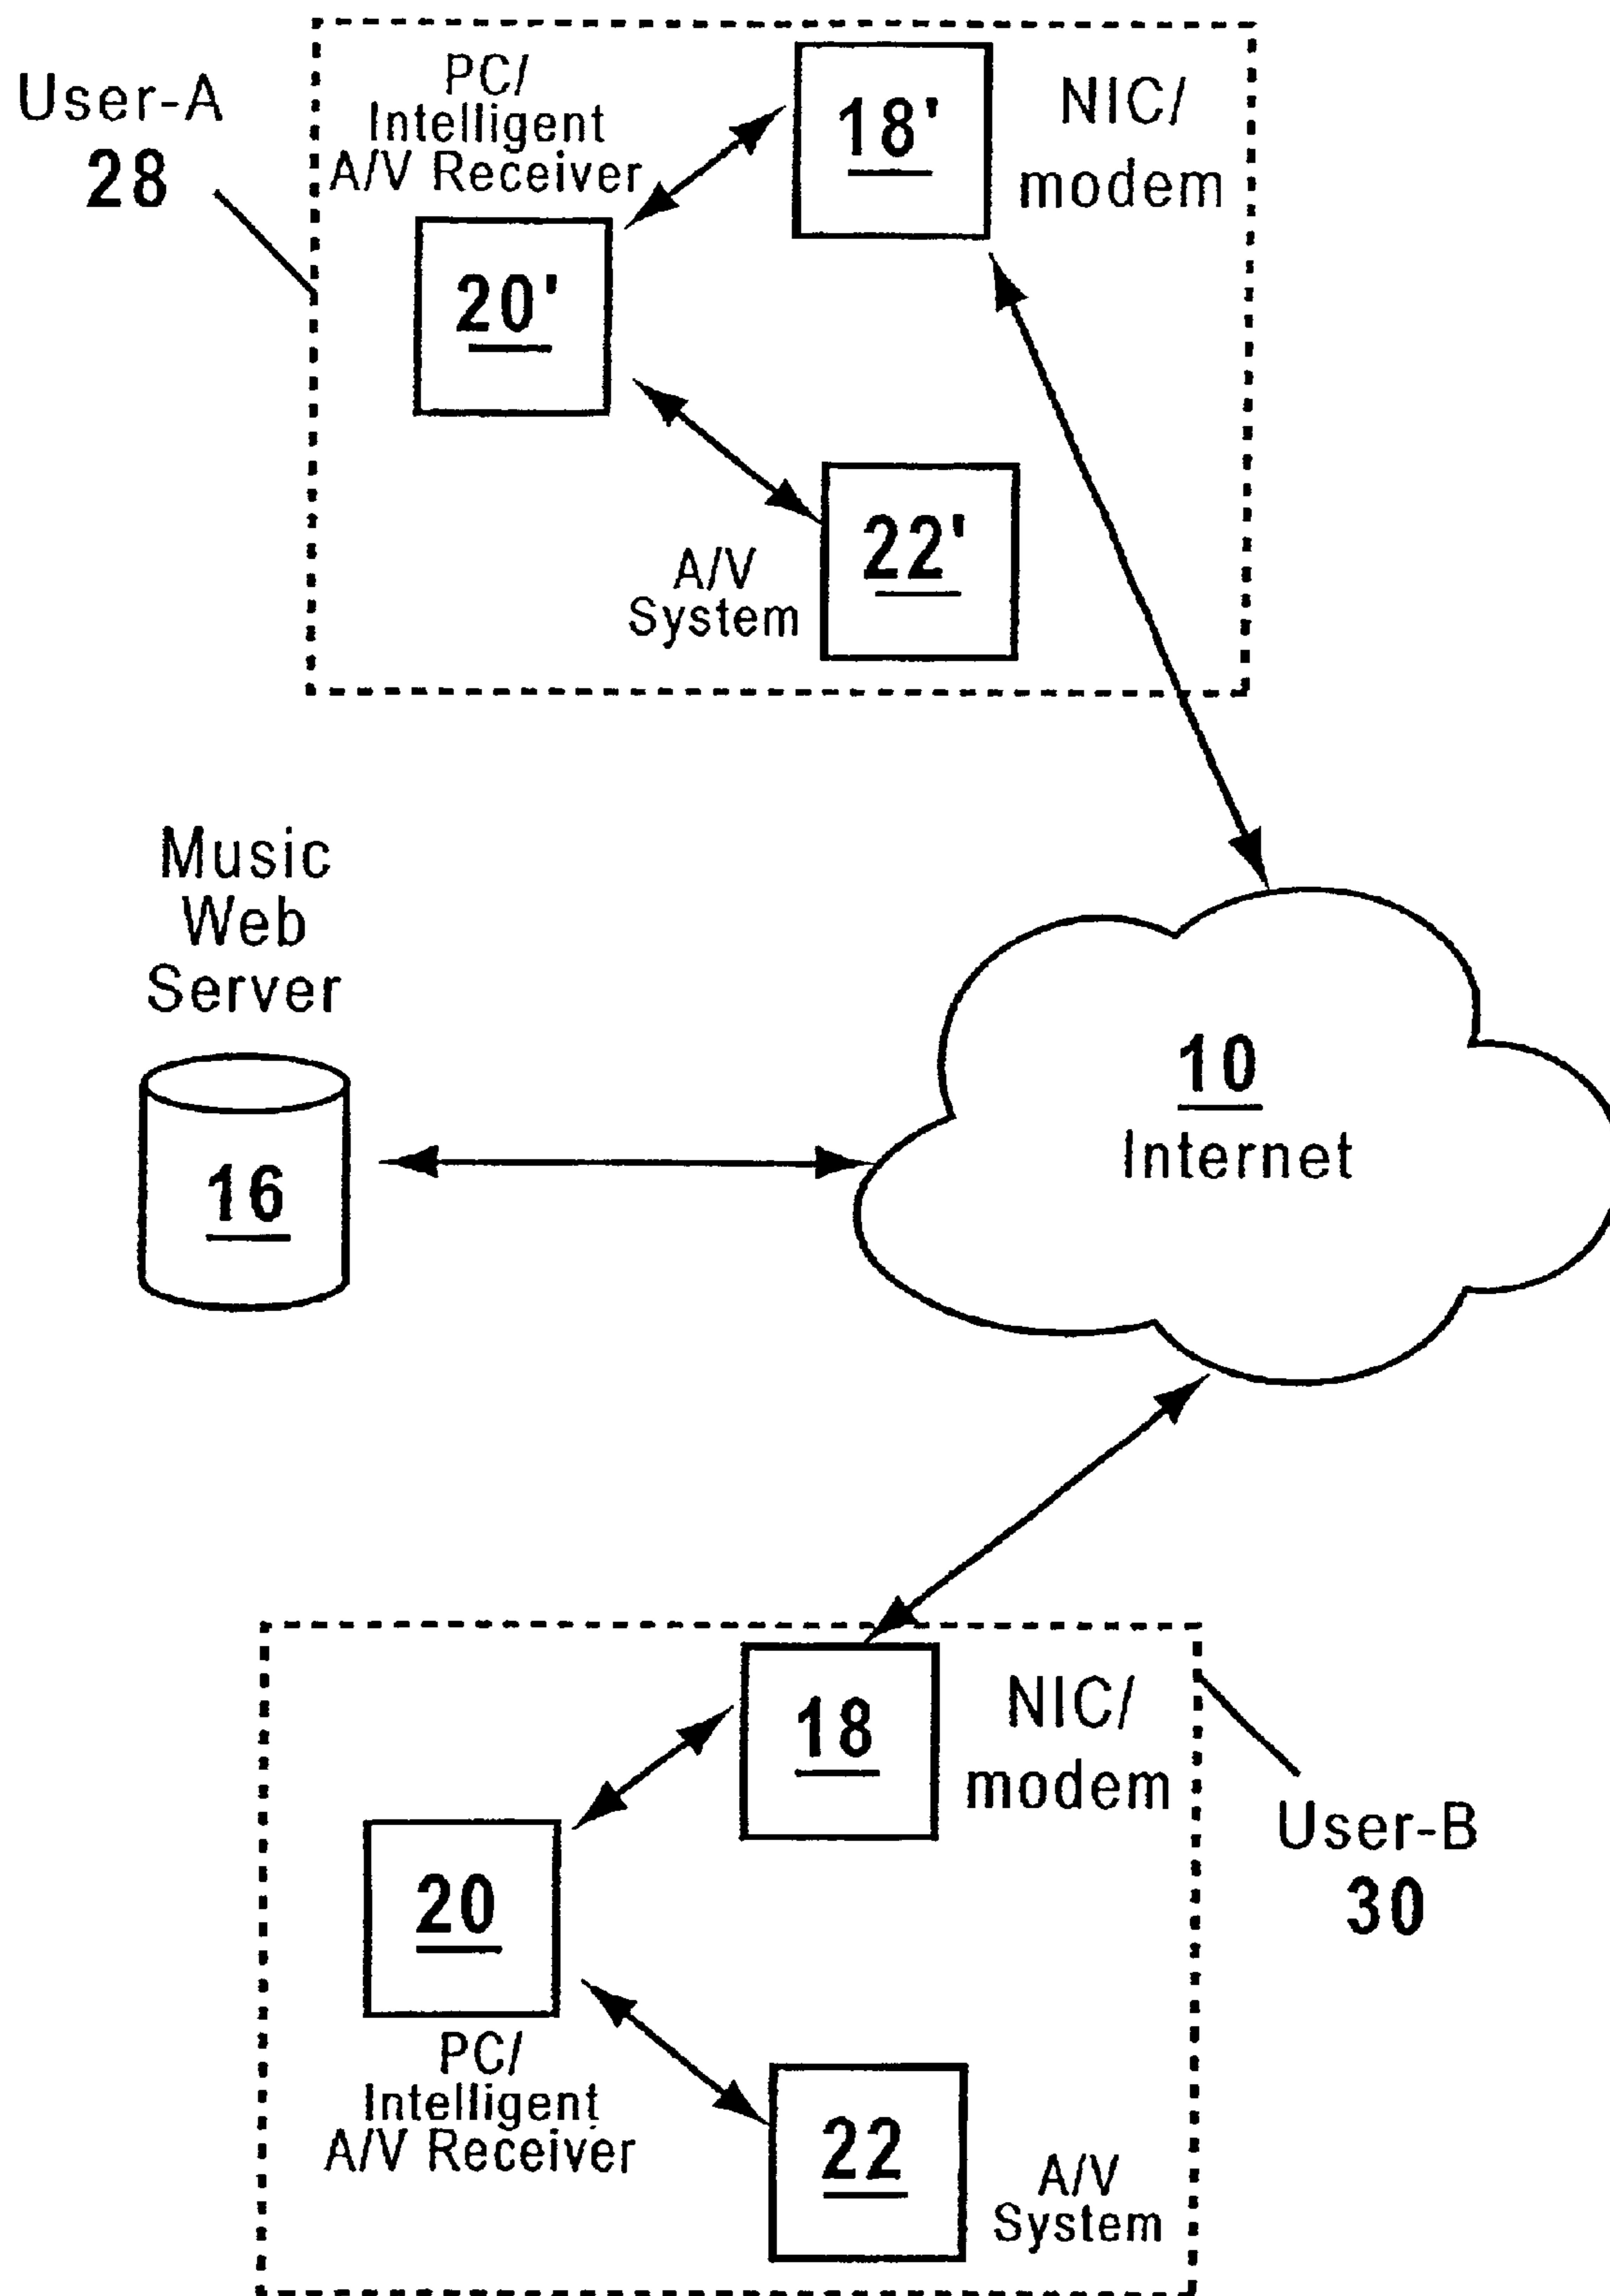 User-A
28
PC/
Intelligent
A/V Receiver
18'
NIC/
modem
20'
22'
A/V
System
Music
Web
Server
16
10
Internet
18
NIC/
modem
User-B
30
20
PC/
Intelligent
A/V Receiver
22
A/V
System